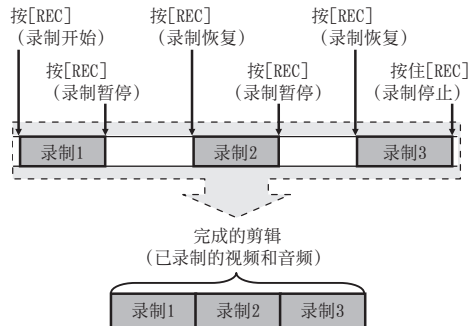 按[REC]
（录制开始）
按[REC]
（录制恢复）
按[REC]
（录制恢复）
按[REC]
（录制暂停）
按[REC]
（录制暂停）
按住[REC]
（录制停止）
录制1
录制2
录制3
完成的剪辑
（已录制的视频和音频）
录制1
录制2
录制3